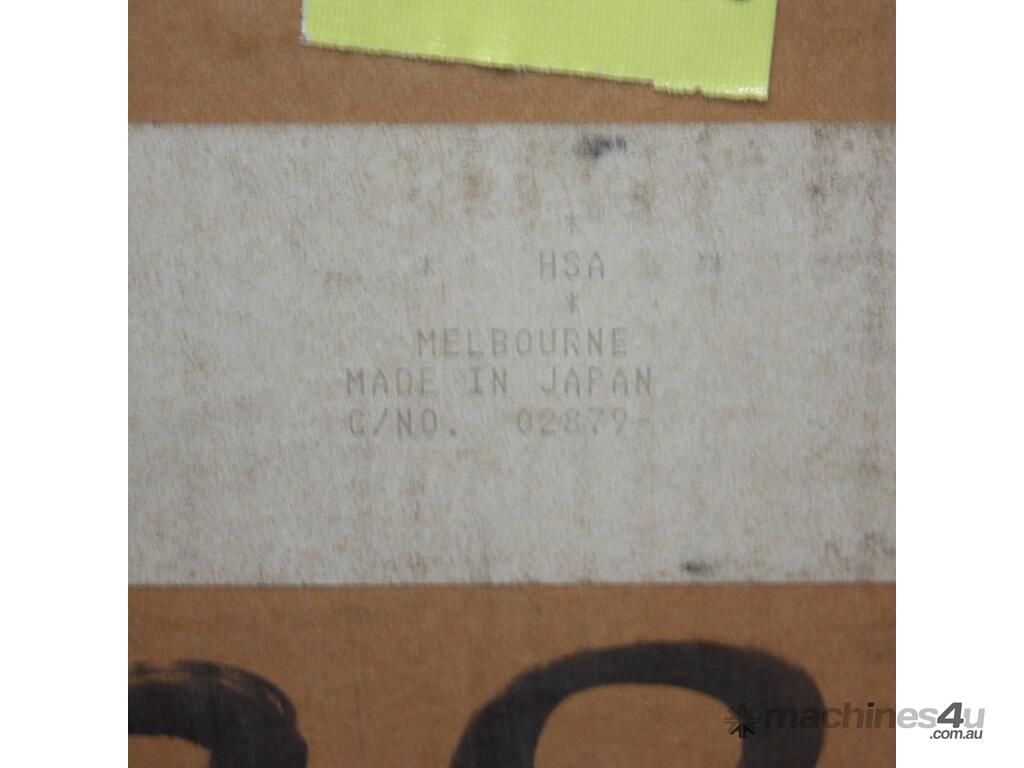 *
* HSA *
*
MELBOURNE
MADE IN JAPAN
C/NO. 02879-
machines4u
.com.au